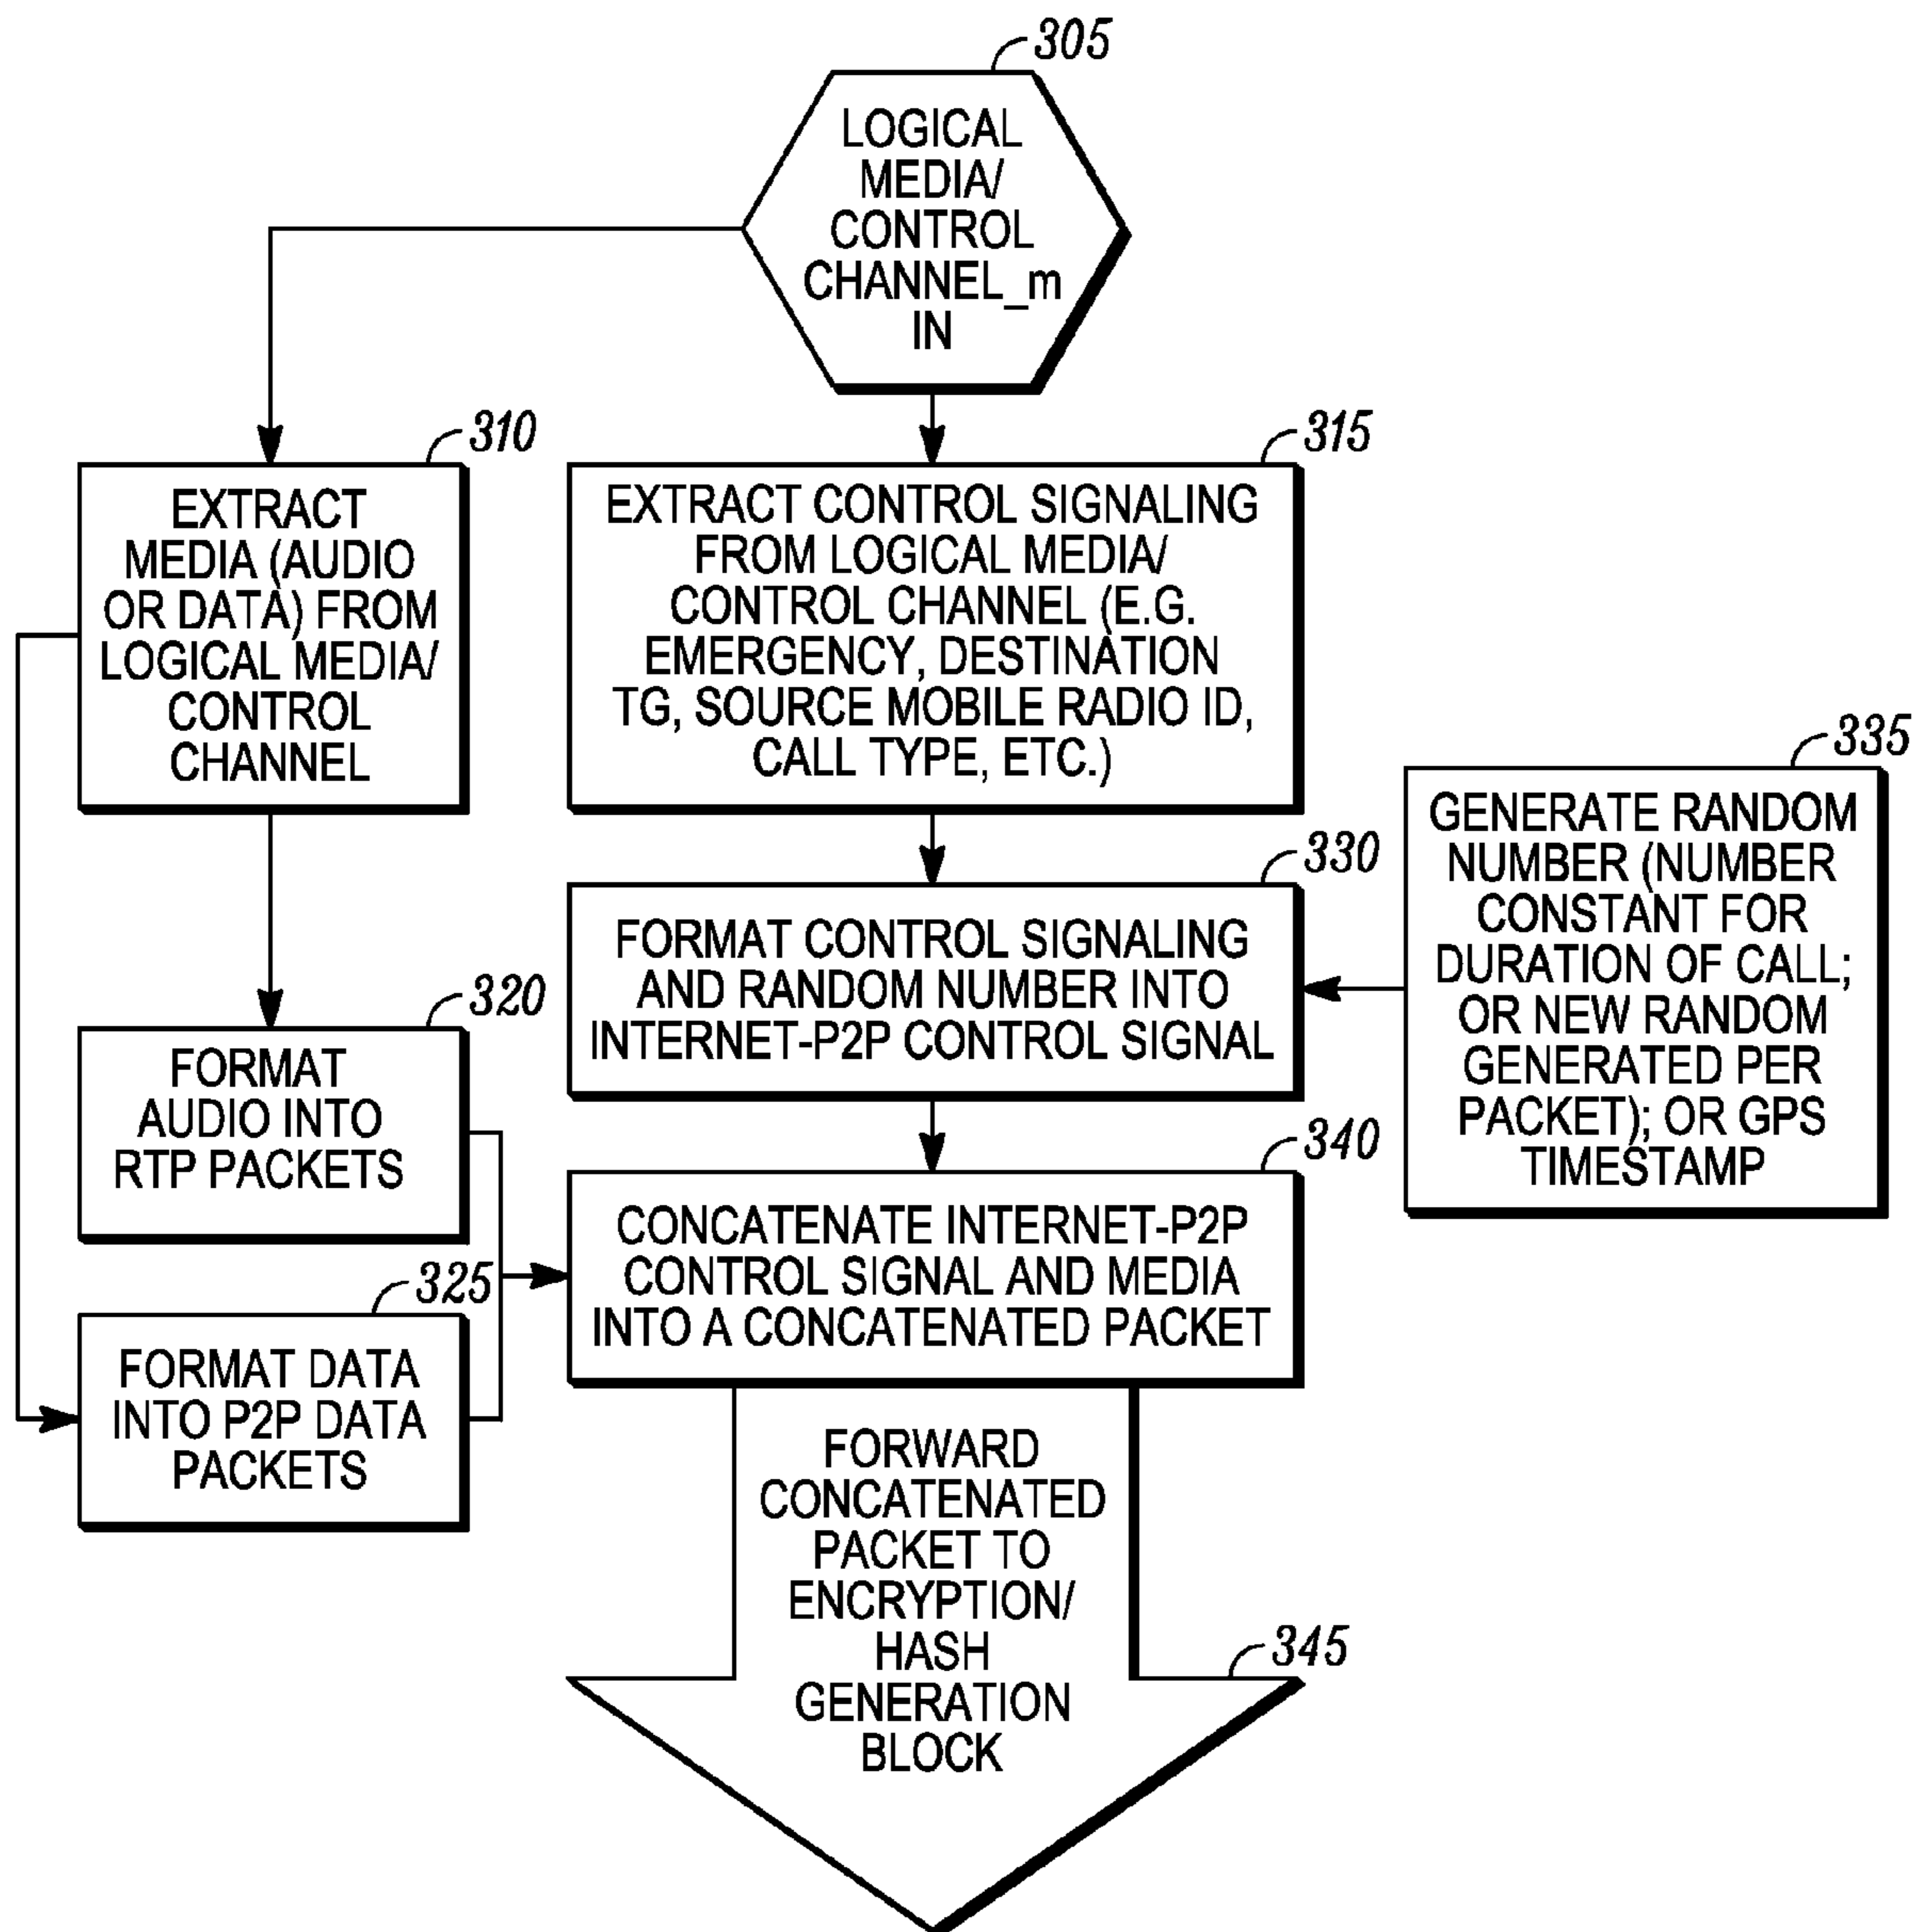 305
LOGICAL
MEDIA/
CONTROL
CHANNEL_m
IN
310
EXTRACT
MEDIA (AUDIO
OR DATA) FROM
LOGICAL MEDIA/
CONTROL
CHANNEL
315
EXTRACT CONTROL SIGNALING
FROM LOGICAL MEDIA/
CONTROL CHANNEL (E.G.
EMERGENCY, DESTINATION
TG, SOURCE MOBILE RADIO ID,
CALL TYPE, ETC.)
320
FORMAT
AUDIO INTO
RTP PACKETS
325
FORMAT DATA
INTO P2P DATA
PACKETS
330
FORMAT CONTROL SIGNALING
AND RANDOM NUMBER INTO
INTERNET-P2P CONTROL SIGNAL
335
GENERATE RANDOM
NUMBER (NUMBER
CONSTANT FOR
DURATION OF CALL;
OR NEW RANDOM
GENERATED PER
PACKET); OR GPS
TIMESTAMP
340
CONCATENATE INTERNET-P2P
CONTROL SIGNAL AND MEDIA
INTO A CONCATENATED PACKET
345
FORWARD
CONCATENATED
PACKET TO
ENCRYPTION/
HASH
GENERATION
BLOCK